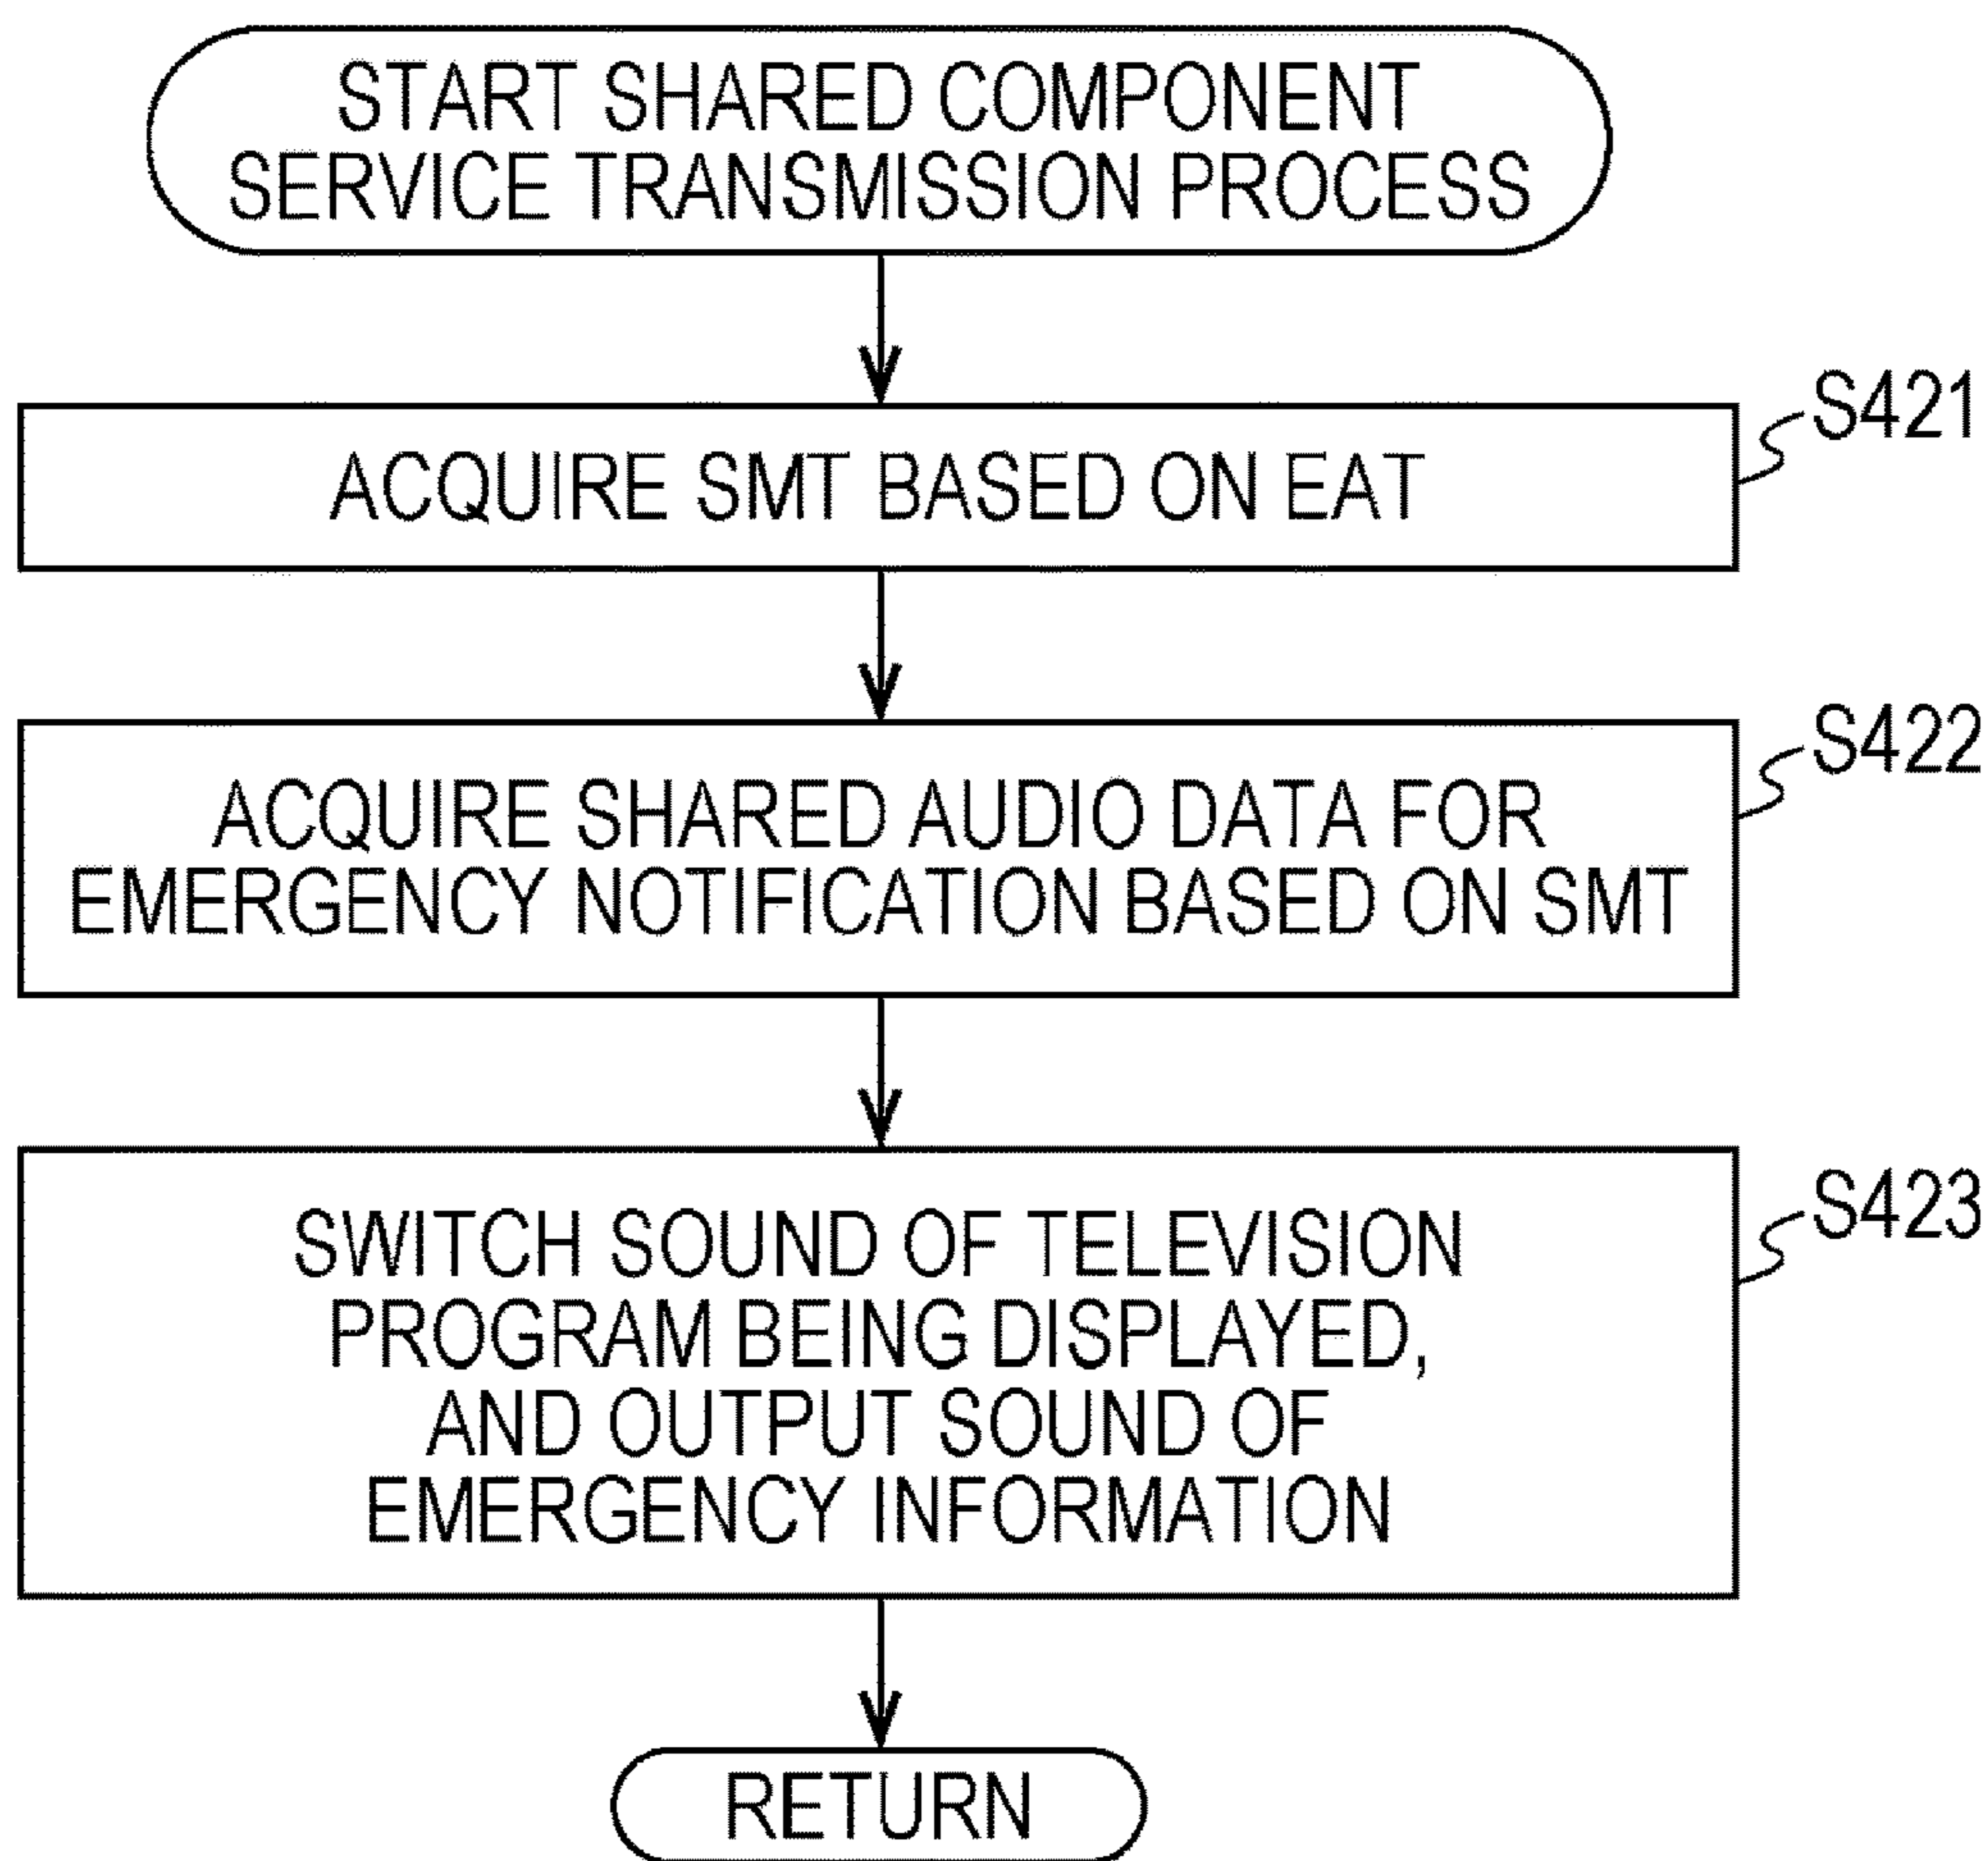 START SHARED COMPONENT
SERVICE TRANSMISSION PROCESS
S421
ACQUIRE SMT BASED ON EAT
S422
ACQUIRE SHARED AUDIO DATA FOR
EMERGENCY NOTIFICATION BASED ON SMT
S423
SWITCH SOUND OF TELEVISION
PROGRAM BEING DISPLAYED,
AND OUTPUT SOUND OF
EMERGENCY INFORMATION
RETURN